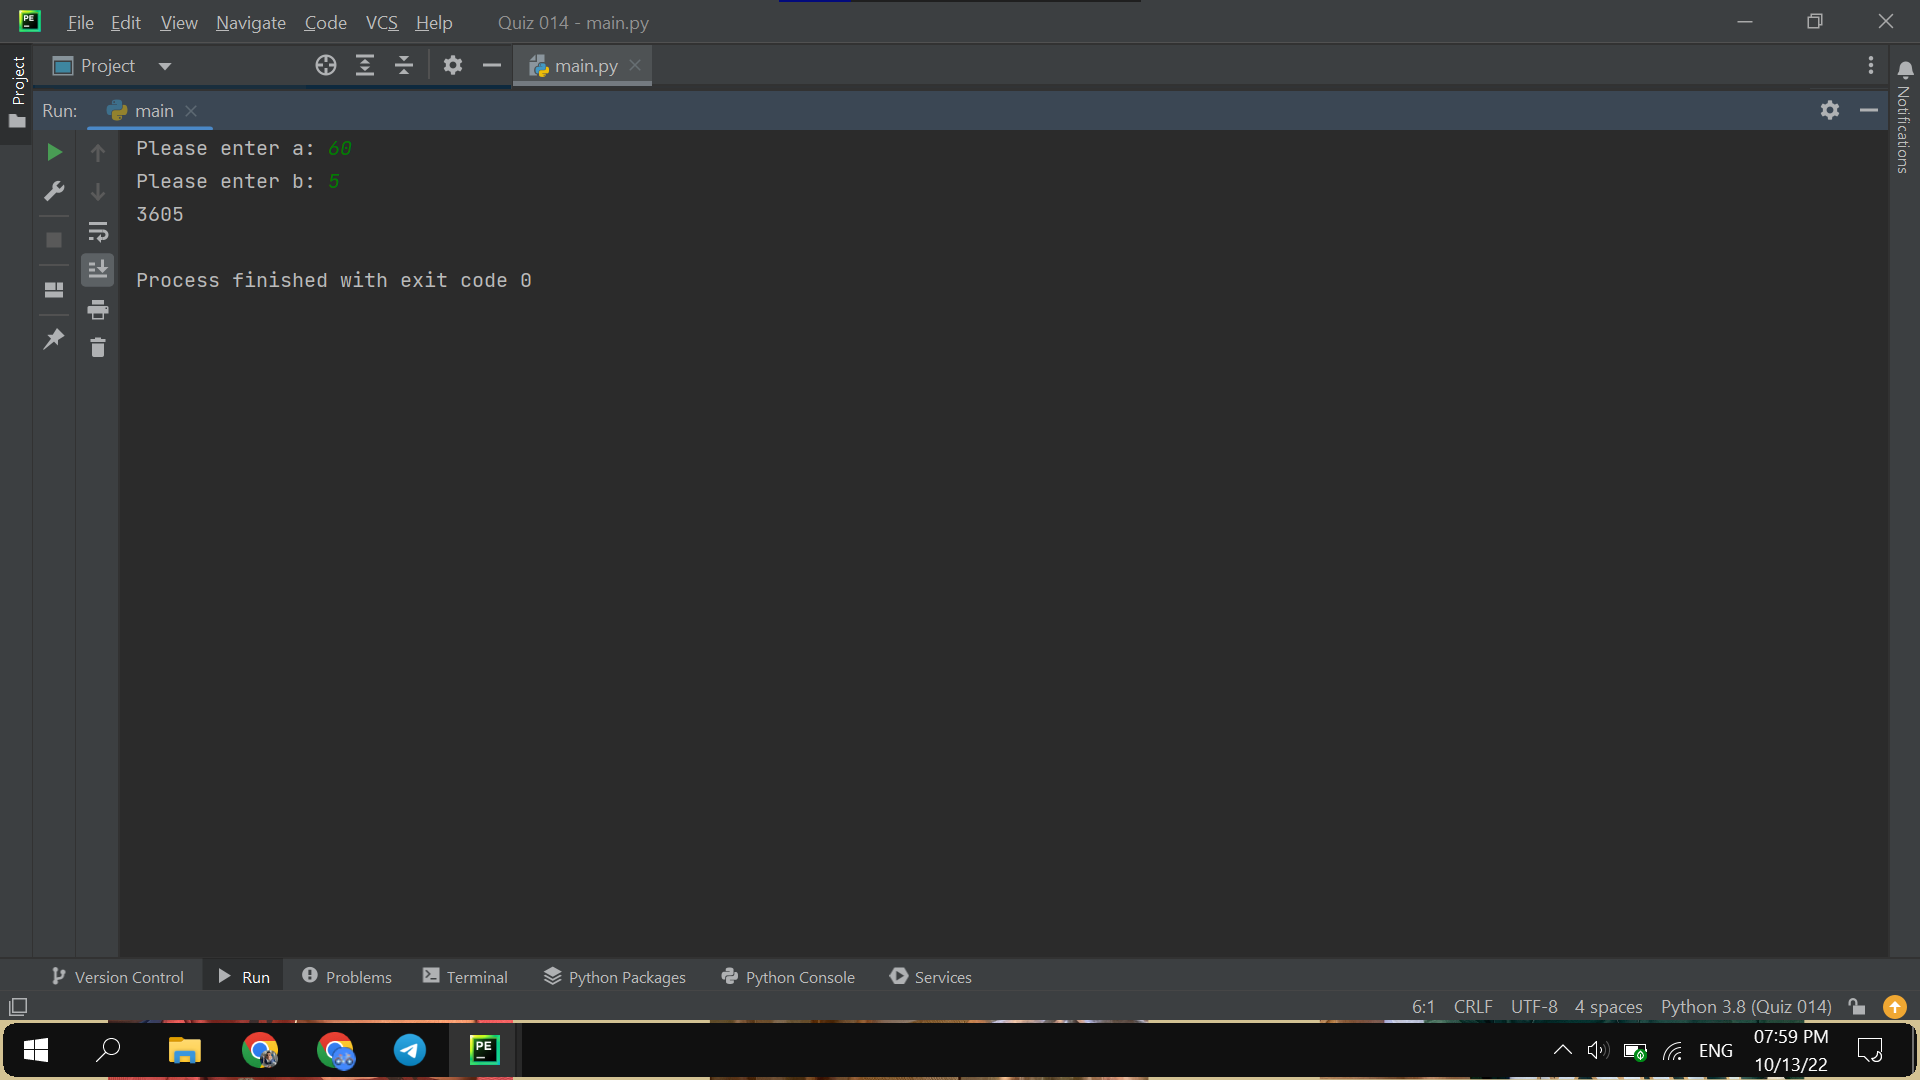 File Edit View Navigate Code VCS Help Quiz 014 - main.py
Project main.py
Project
Notifications
Run: main
Please enter a: 60
Please enter b: 5
3605
Process finished with exit code 0
Version Control Run Problems Terminal Python Packages Python Console Services
6:1 CRLF UTF-8 4 spaces Python 3.8 (Quiz 014)
PE
ENG 07:59 PM
10/13/22